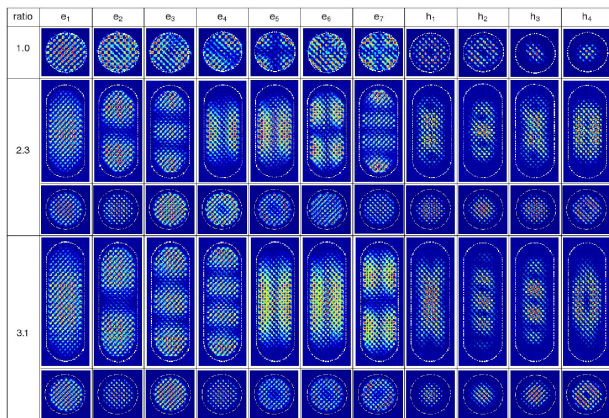 ratio e₁ e₂ e₃ e₄ e₅ e₆ e₇ h₁ h₂ h₃ h₄
1.0
2.3
3.1